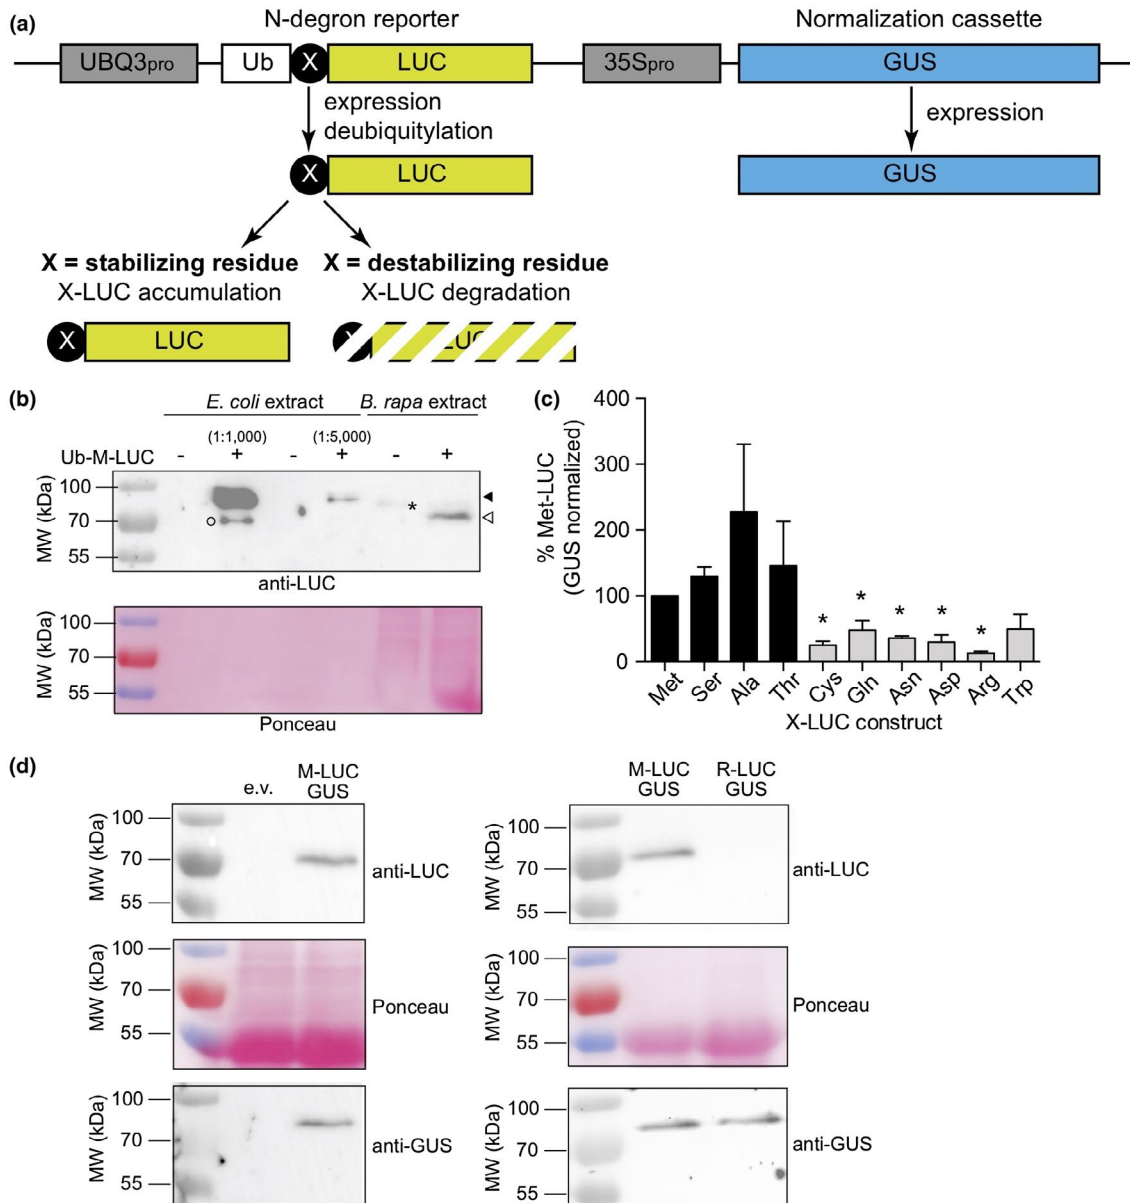 (a)
N-degron reporter
Normalization cassette
UBQ3pro
Ub
X
LUC
35Spro
GUS
expression
deubiquitylation
expression
X
LUC
GUS
X = stabilizing residue
X = destabilizing residue
X-LUC accumulation
X-LUC degradation
X
LUC
X
LUC
(b)
E. coli extract
B. rapa extract
(1:1,000)
(1:5,000)
Ub-M-LUC
-
+
-
+
-
+
MW (kDa)
100
70
55
*
anti-LUC
MW (kDa)
100
70
55
Ponceau
(c)
% Met-LUC
(GUS normalized)
400
300
200
100
0
*
*
*
*
*
Met
Ser
Ala
Thr
Cys
Gln
Asn
Asp
Arg
Trp
X-LUC construct
(d)
e.v.
M-LUC
GUS
MW (kDa)
100
70
55
anti-LUC
MW (kDa)
100
70
55
Ponceau
MW (kDa)
100
70
55
anti-GUS
M-LUC
GUS
R-LUC
GUS
MW (kDa)
100
70
55
anti-LUC
MW (kDa)
100
70
55
Ponceau
MW (kDa)
100
70
55
anti-GUS